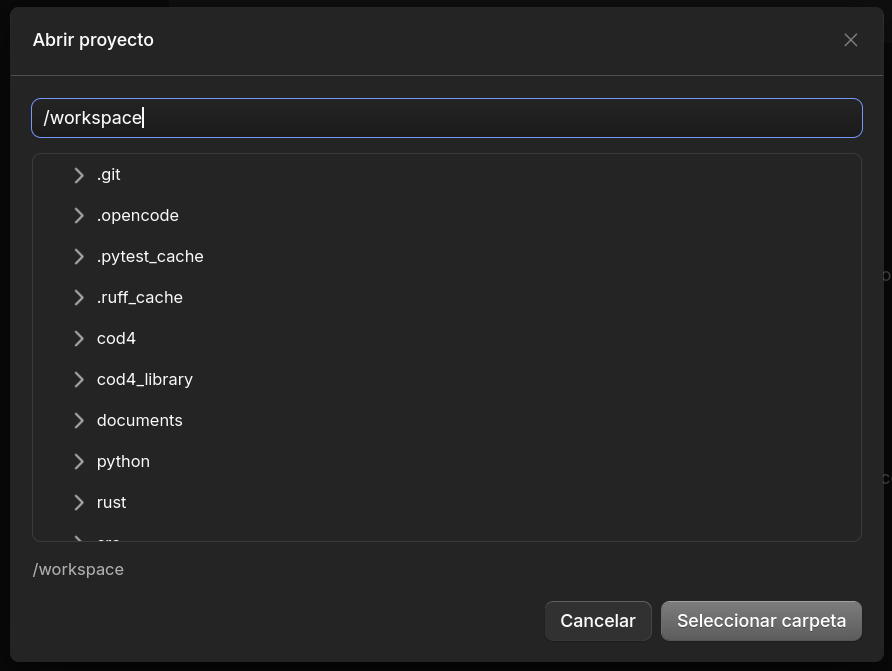 Abrir proyecto
/workspace
.git
.opencode
.pytest_cache
.ruff_cache
cod4
cod4_library
documents
python
rust
/workspace
Cancelar
Seleccionar carpeta